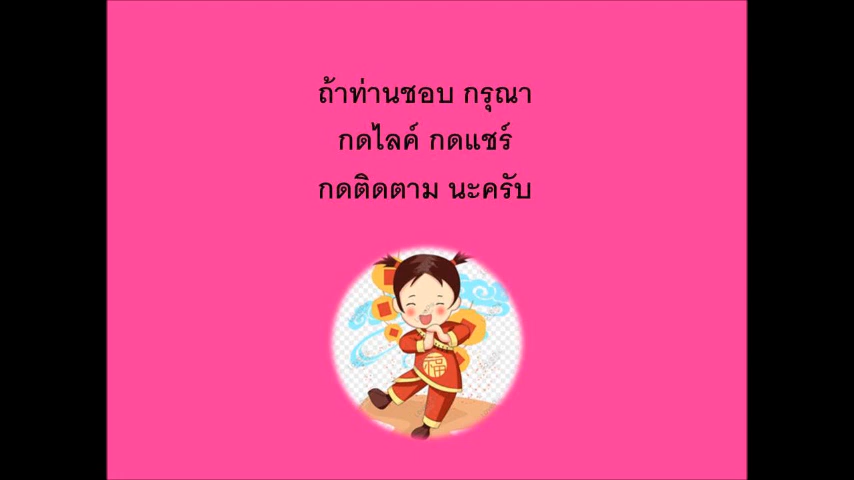 ถ้าท่านชอบ กรุณา
กดไลค์ กดแชร์
กดติดตาม นะครับ
福